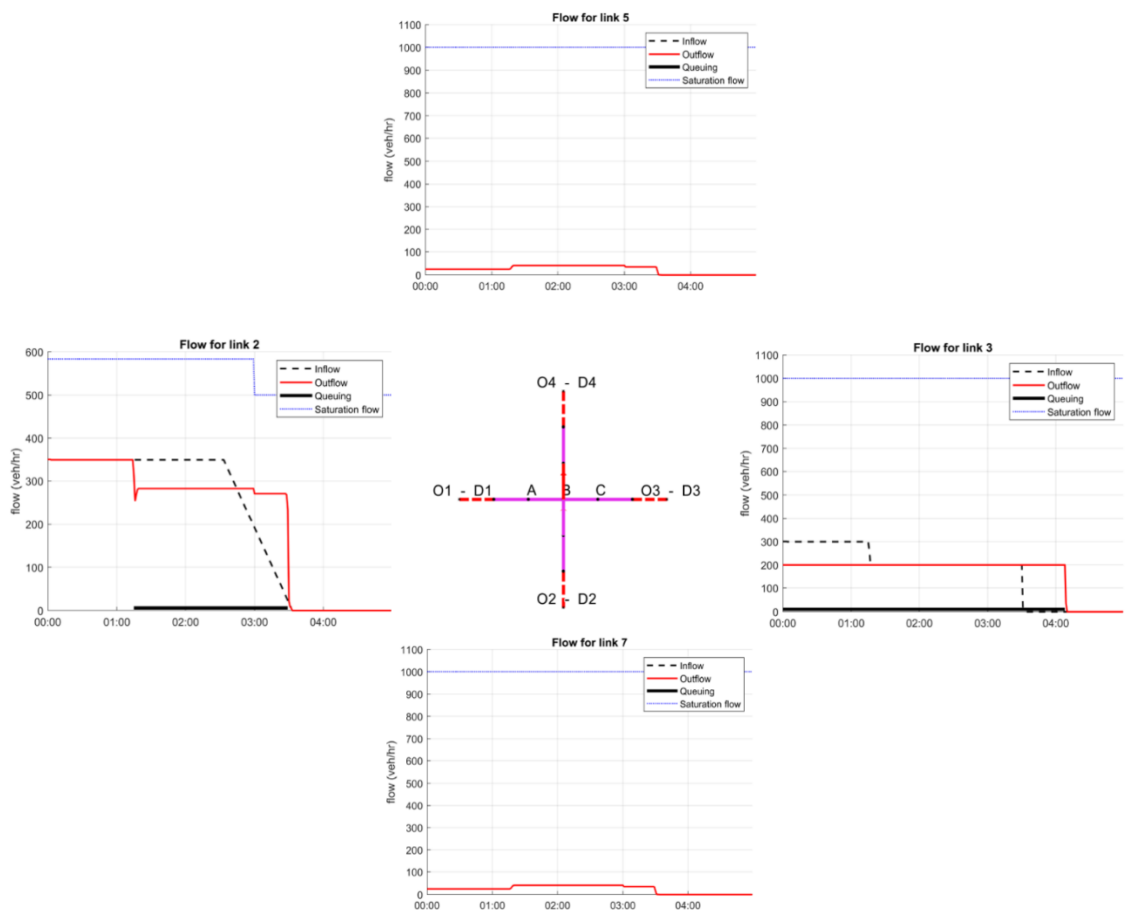 Flow for link 5
1100
1000
900
800
700
600
500
400
300
200
100
0
flow (veh/hr)
Inflow
Outflow
Queuing
Saturation flow
00:00 01:00 02:00 03:00 04:00
Flow for link 2
600
500
400
300
200
100
0
flow (veh/hr)
Inflow
Outflow
Queuing
Saturation flow
00:00 01:00 02:00 03:00 04:00
O4 - D4
O1 - D1 A B C O3 - D3
O2 - D2
Flow for link 3
1100
1000
900
800
700
600
500
400
300
200
100
0
flow (veh/hr)
Inflow
Outflow
Queuing
Saturation flow
00:00 01:00 02:00 03:00 04:00
Flow for link 7
1100
1000
900
800
700
600
500
400
300
200
100
0
flow (veh/hr)
Inflow
Outflow
Queuing
Saturation flow
00:00 01:00 02:00 03:00 04:00